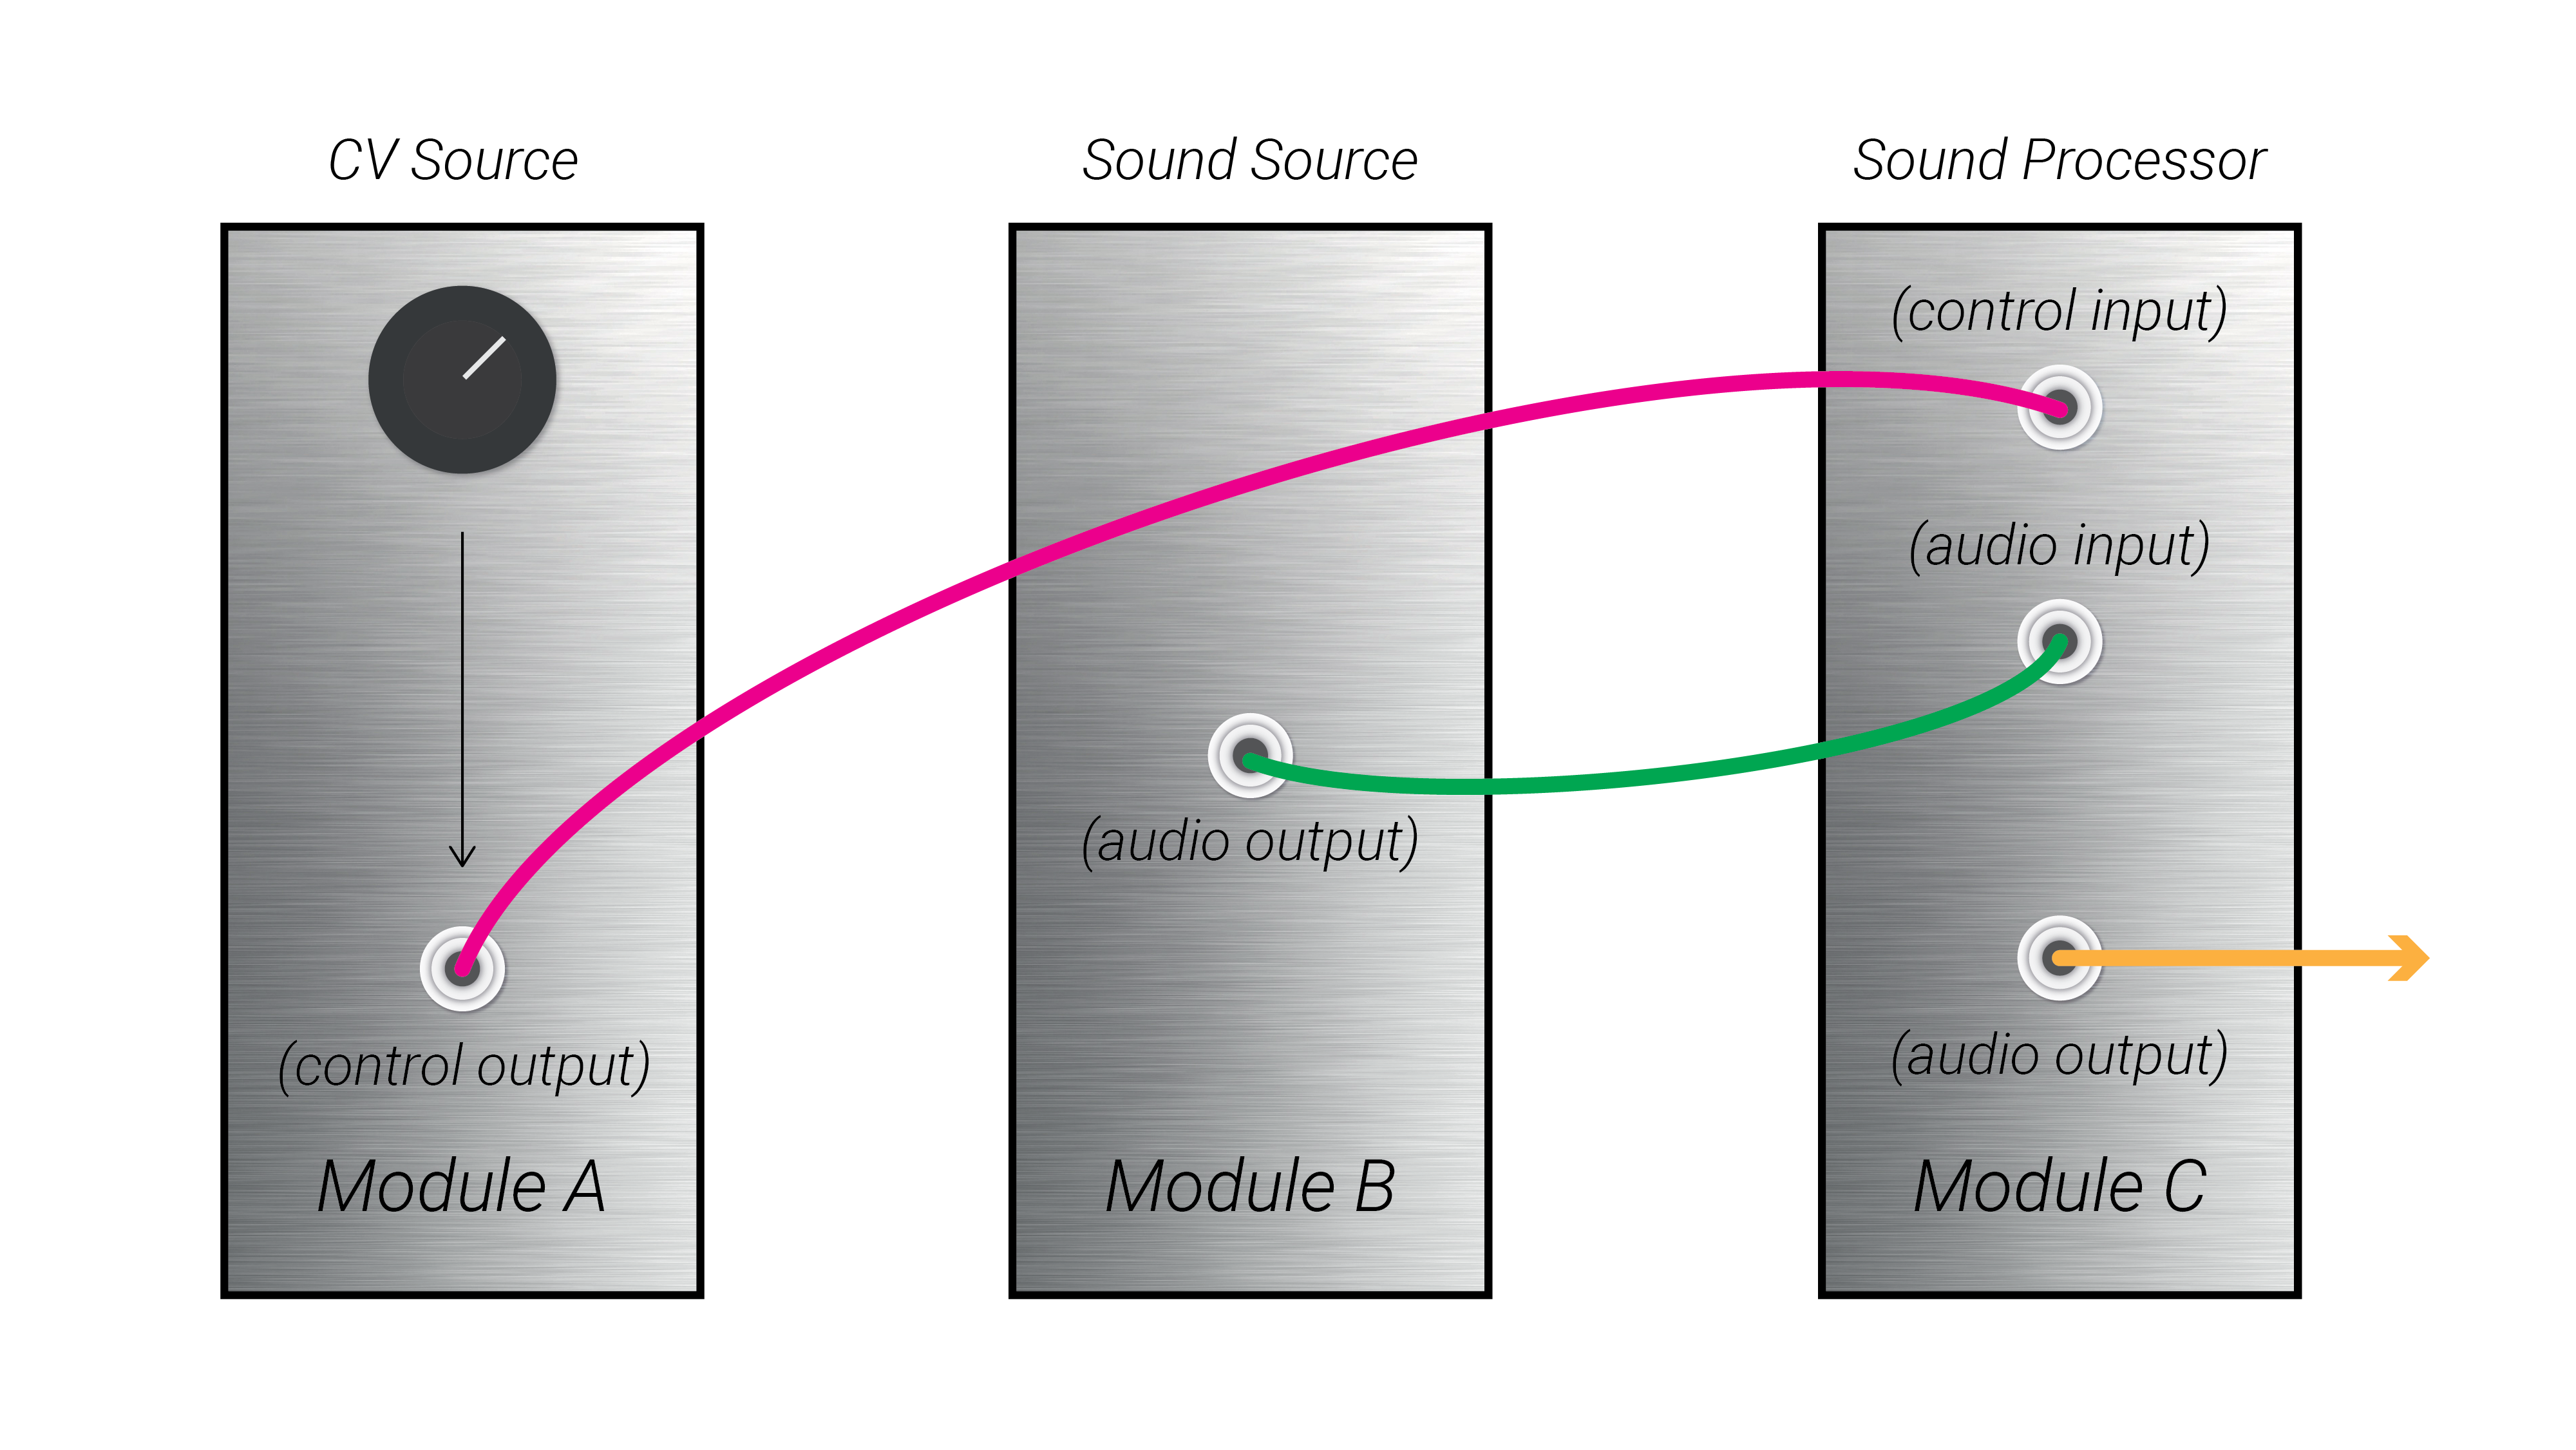 CV Source
Sound Source
Sound Processor
(control output)
Module A
(audio output)
Module B
(control input)
(audio input)
(audio output)
Module C